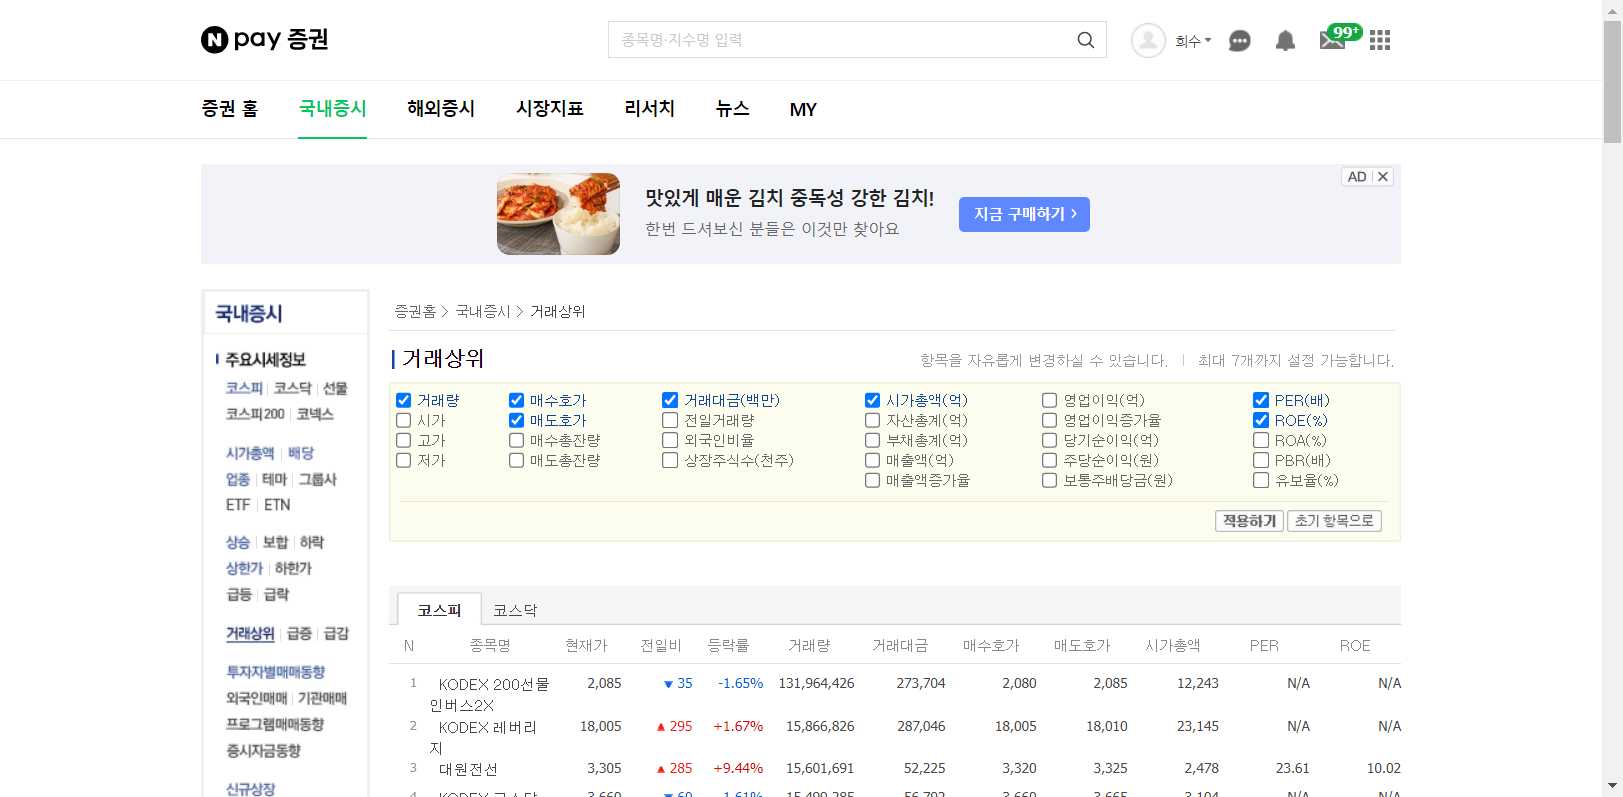 N pay 증권
종목명·지수명 입력
희수
99+
증권 홈 국내증시 해외증시 시장지표 리서치 뉴스 MY
맛있게 매운 김치 중독성 강한 김치!
한번 드셔보신 분들은 이것만 찾아요
지금 구매하기
AD
국내증시
주요시세정보
코스피 코스닥 선물
코스피200 코넥스
시가총액 배당
업종 테마 그룹사
ETF ETN
상승 보합 하락
상한가 하한가
급등 급락
거래상위 급증 급감
투자자별매매동향
외국인매매 기관매매
프로그램매매동향
증시자금동향
신규상장
증권홈 > 국내증시 > 거래상위
거래상위
항목을 자유롭게 변경하실 수 있습니다. 최대 7개까지 설정 가능합니다.
거래량 매수호가 거래대금(백만) 시가총액(억) 영업이익(억) PER(배)
시가 매도호가 전일거래량 자산총계(억) 영업이익증가율 ROE(%)
고가 매수총잔량 외국인비율 부채총계(억) 당기순이익(억) ROA(%)
저가 매도총잔량 상장주식수(천주) 매출액(억) 주당순이익(원) PBR(배)
매출액증가율 보통주배당금(원) 유보율(%)
적용하기 초기 항목으로
코스피 코스닥
N 종목명 현재가 전일비 등락률 거래량 거래대금 매수호가 매도호가 시가총액 PER ROE
1 KODEX 200선물 2,085 ▼ 35 -1.65% 131,964,426 273,704 2,080 2,085 12,243 N/A N/A
인버스2X
2 KODEX 레버리 18,005 ▲ 295 +1.67% 15,866,826 287,046 18,005 18,010 23,145 N/A N/A
지
3 대원전선 3,305 ▲ 285 +9.44% 15,601,691 52,225 3,320 3,325 2,478 23.61 10.02
4 KODEX 코스닥 3,660 ▼ 60 -1.61% 15,499,285 56,792 3,660 3,665 3,104 N/A N/A